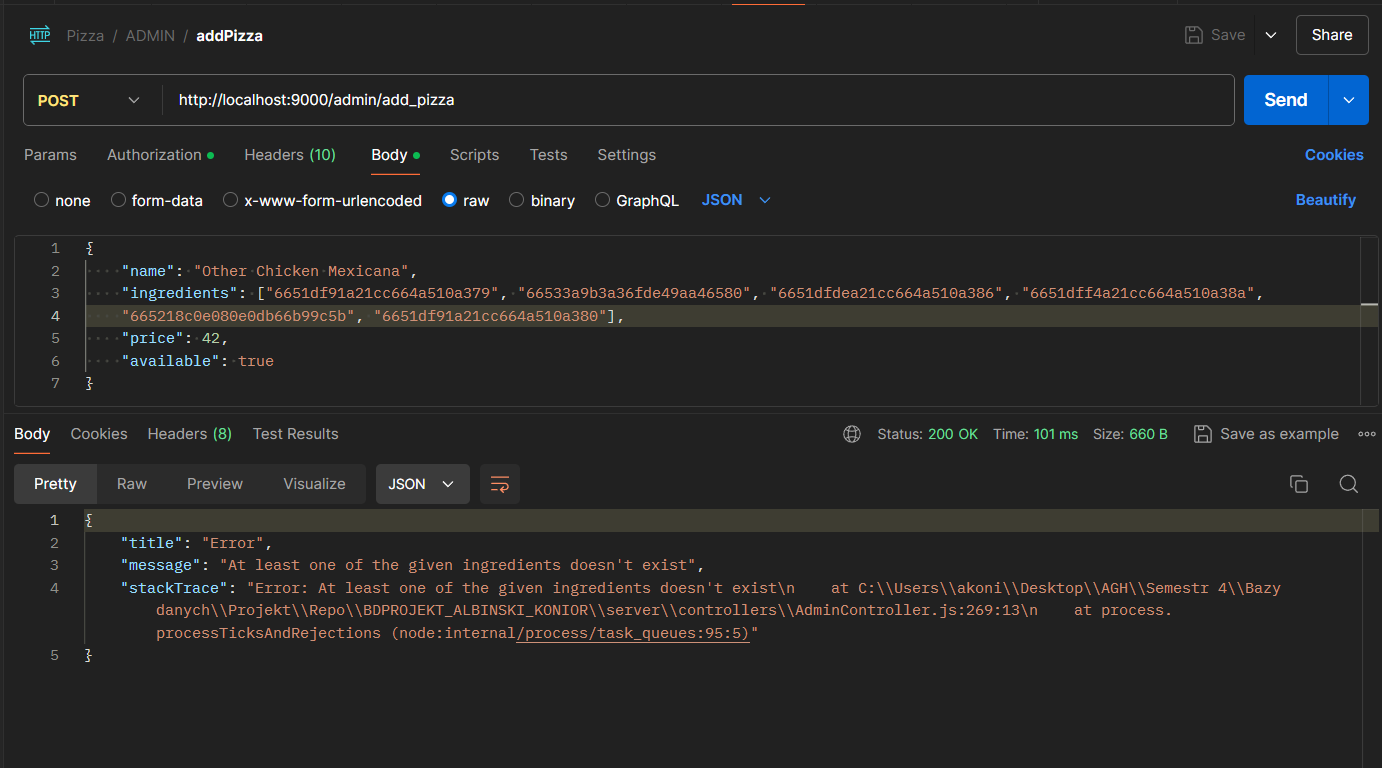 HTTP Pizza / ADMIN / addPizza Save Share
POST http://localhost:9000/admin/add_pizza Send
Params Authorization Headers (10) Body Scripts Tests Settings Cookies
none form-data x-www-form-urlencoded raw binary GraphQL JSON Beautify
1 {
2 "name": "Other Chicken Mexicana",
3 "ingredients": ["6651df91a21cc664a510a379", "66533a9b3a36fde49aa46580", "6651dfdea21cc664a510a386", "6651dff4a21cc664a510a38a",
4 "665218c0e080e0db66b99c5b", "6651df91a21cc664a510a380"],
5 "price": 42,
6 "available": true
7 }
Body Cookies Headers (8) Test Results Status: 200 OK Time: 101 ms Size: 660 B Save as example
Pretty Raw Preview Visualize JSON
1 {
2 "title": "Error",
3 "message": "At least one of the given ingredients doesn't exist",
4 "stackTrace": "Error: At least one of the given ingredients doesn't exist\n    at C:\\Users\\akoni\\Desktop\\AGH\\Semestr 4\\Bazy
danych\\Projekt\\Repo\\BDPROJEKT_ALBINSKI_KONIOR\\server\\controllers\\AdminController.js:269:13\n    at process.
processTicksAndRejections (node:internal/process/task_queues:95:5)"
5 }